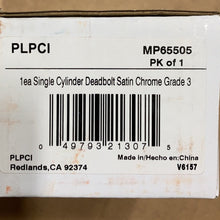 PLPCI MP65505
PK of 1
1ea Single Cylinder Deadbolt Satin Chrome Grade 3
0 49793 21307 5
PLPCI Made in/Hecho en:China
Redlands,CA 92374 V6157